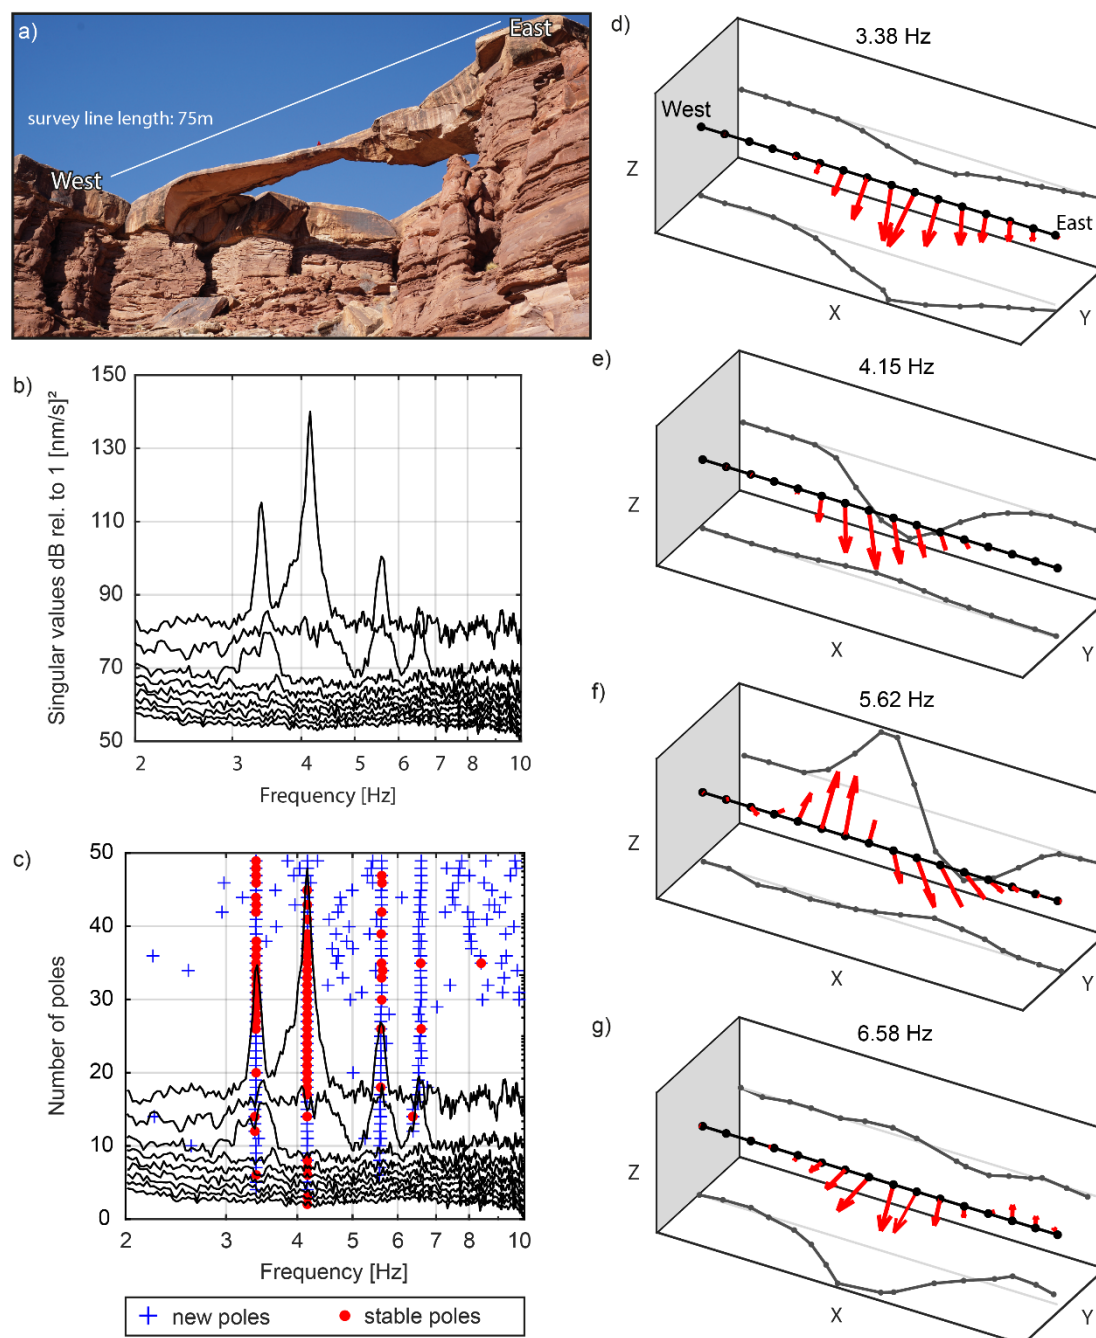 a)
East
survey line length: 75m
West
b)
150
130
110
90
70
50
Singular values dB rel. to 1 [nm/s]²
2
3
4
5
6
7
8
10
Frequency [Hz]
c)
50
40
30
20
10
0
Number of poles
2
3
4
5
6
7
8
10
Frequency [Hz]
new poles
stable poles
d)
3.38 Hz
West
Z
East
X
Y
e)
4.15 Hz
Z
X
Y
f)
5.62 Hz
Z
X
Y
g)
6.58 Hz
Z
X
Y